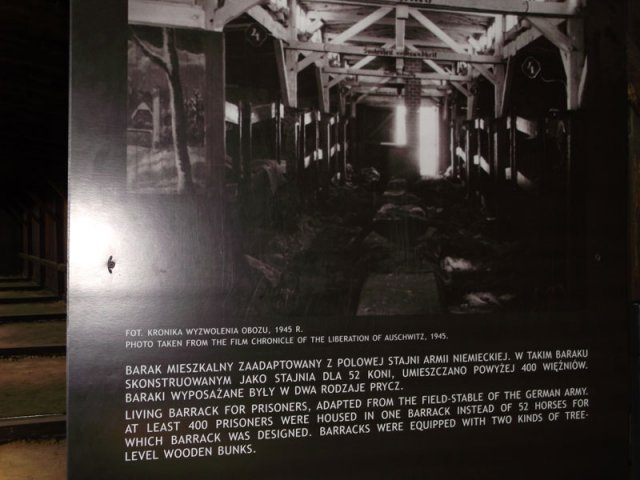 FOT. KRONIKA WYZWOLENIA OBOZU, 1945 R.
PHOTO TAKEN FROM THE FILM CHRONICLE OF THE LIBERATION OF AUSCHWITZ, 1945.
BARAK MIESZKALNY ZAADAPTOWANY Z POLOWEJ STAJNI ARMII NIEMIECKIEJ. W TAKIM BARAKU
SKONSTRUOWANYM JAKO STAJNIA DLA 52 KONI, UMIESZCZANO POWYŻEJ 400 WIĘŹNIÓW.
BARAKI WYPOSAŻANE BYŁY W DWA RODZAJE PRYCZ.
LIVING BARRACK FOR PRISONERS, ADAPTED FROM THE FIELD-STABLE OF THE GERMAN ARMY.
AT LEAST 400 PRISONERS WERE HOUSED IN ONE BARRACK INSTEAD OF 52 HORSES FOR
WHICH BARRACK WAS DESIGNED. BARRACKS WERE EQUIPPED WITH TWO KINDS OF TREE-
LEVEL WOODEN BUNKS.